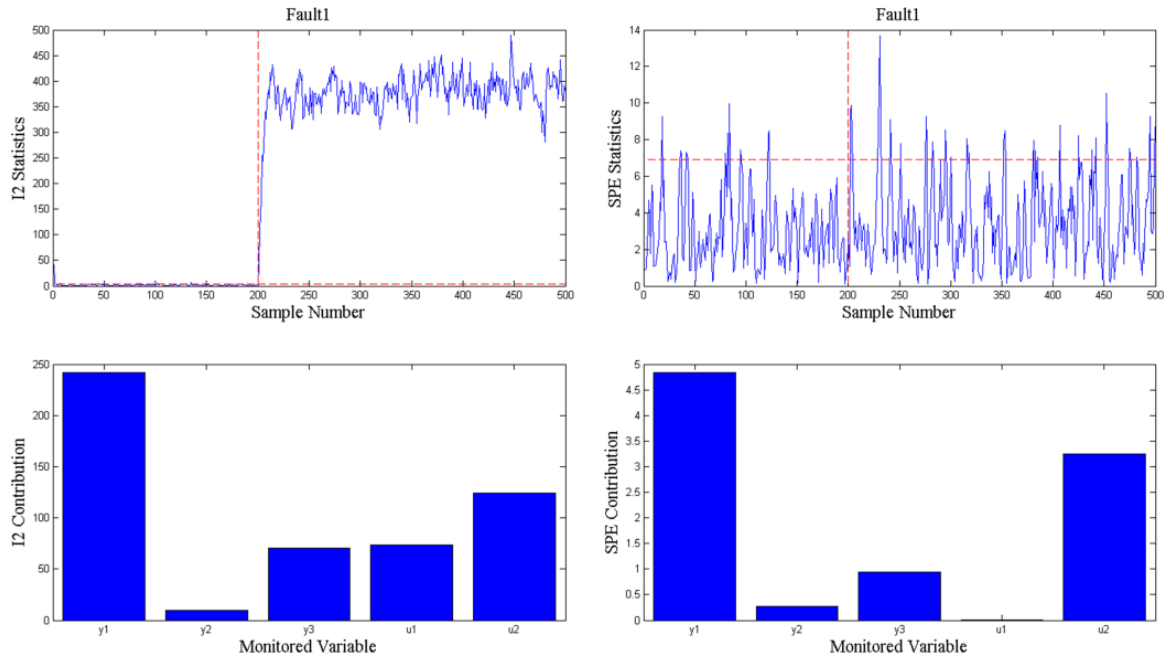 Fault1
500
450
400
350
300
250
200
150
100
50
0
I2 Statistics
0 50 100 150 200 250 300 350 400 450 500
Sample Number
Fault1
14
12
10
8
6
4
2
0
SPE Statistics
0 50 100 150 200 250 300 350 400 450 500
Sample Number
250
200
150
100
50
0
I2 Contribution
y1 y2 y3 u1 u2
Monitored Variable
5
4.5
4
3.5
3
2.5
2
1.5
1
0.5
0
SPE Contribution
y1 y2 y3 u1 u2
Monitored Variable